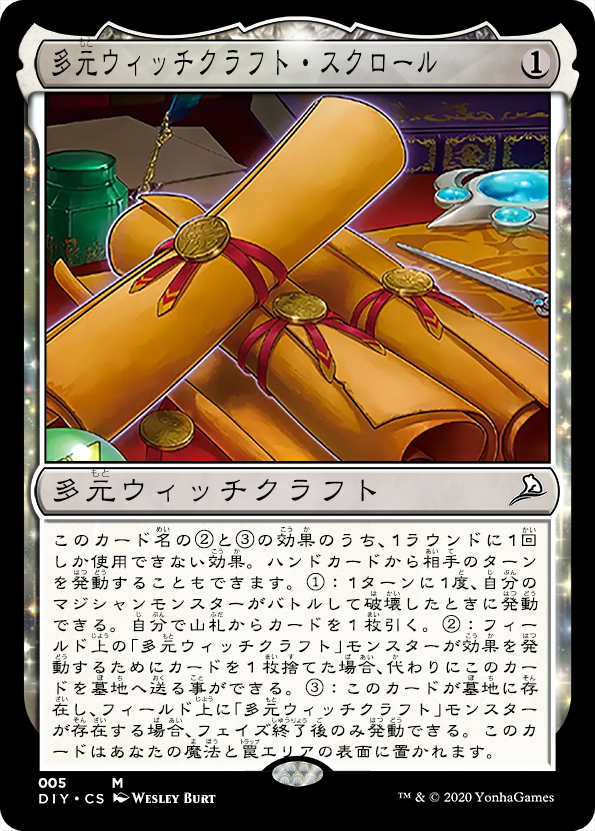 多元ウィッチクラフト・スクロール 1
多元ウィッチクラフト
このカード名の②と③の効果のうち、1ラウンドに1回
しか使用できない効果。ハンドカードから相手のターン
を発動することもできます。①:1ターンに1度、自分の
マジシャンモンスターがバトルして破壊したときに発動
できる。自分で山札からカードを1枚引く。②:フィー
ルド上の「多元ウィッチクラフト」モンスターが効果を発
動するためにカードを1枚捨てた場合、代わりにこのカー
ドを墓地へ送る事ができる。③:このカードが墓地に存
在し、フィールド上に「多元ウィッチクラフト」モンスター
が存在する場合、フェイズ終了後のみ発動できる。このカ
ードはあなたの魔法と罠エリアの表面に置かれます。
005 M
DIY • CS Wesley Burt
™ & © 2020 YonhaGames